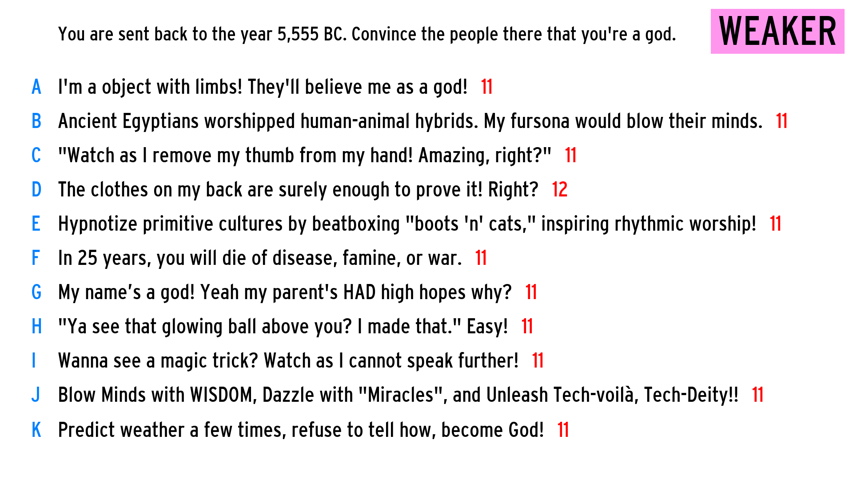 You are sent back to the year 5,555 BC. Convince the people there that you're a god.
WEAKER
A I'm a object with limbs! They'll believe me as a god! 11
B Ancient Egyptians worshipped human-animal hybrids. My fursona would blow their minds. 11
C "Watch as I remove my thumb from my hand! Amazing, right?" 11
D The clothes on my back are surely enough to prove it! Right? 12
E Hypnotize primitive cultures by beatboxing "boots 'n' cats," inspiring rhythmic worship! 11
F In 25 years, you will die of disease, famine, or war. 11
G My name’s a god! Yeah my parent's HAD high hopes why? 11
H "Ya see that glowing ball above you? I made that." Easy! 11
I Wanna see a magic trick? Watch as I cannot speak further! 11
J Blow Minds with WISDOM, Dazzle with "Miracles", and Unleash Tech-voilà, Tech-Deity!! 11
K Predict weather a few times, refuse to tell how, become God! 11